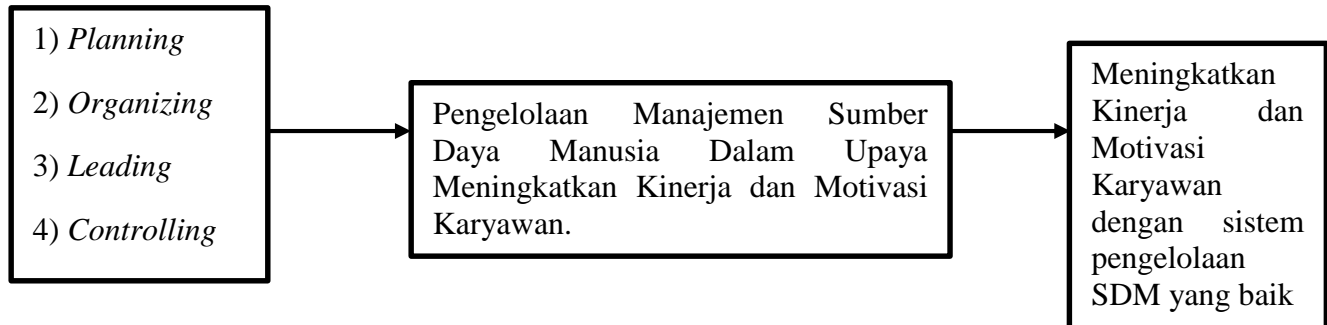 1) Planning
2) Organizing
3) Leading
4) Controlling
Pengelolaan Manajemen Sumber
Daya Manusia Dalam Upaya
Meningkatkan Kinerja dan Motivasi
Karyawan.
Meningkatkan
Kinerja dan
Motivasi
Karyawan
dengan sistem
pengelolaan
SDM yang baik